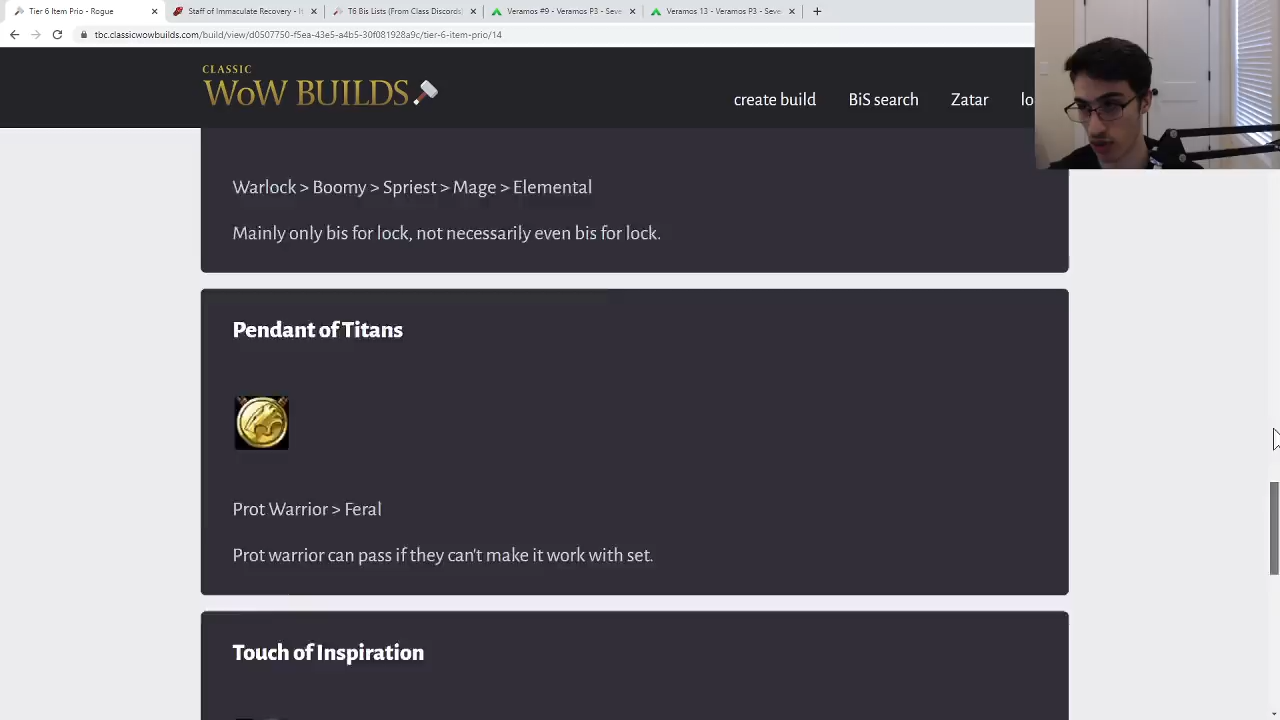 Tier 6 Item Prio - Rogue
Staff of Immaculate Recovery - It
T6 Bis Lists (From Class Discords)
Veramos #9 - Veramos P3 - Seve
Veramos 13 - Veramos P3 - Seve
tbc.classicwowbuilds.com/build/view/d0507750-f5ea-43e5-a4b5-30f081928a9c/tier-6-item-prio/14
CLASSIC
WoW BUILDS
create build
BiS search
Zatar
lo
Warlock > Boomy > Spriest > Mage > Elemental
Mainly only bis for lock, not necessarily even bis for lock.
Pendant of Titans
Prot Warrior > Feral
Prot warrior can pass if they can't make it work with set.
Touch of Inspiration